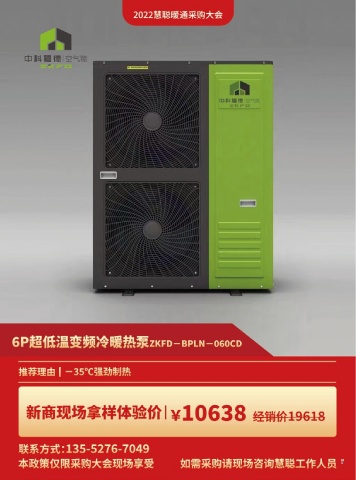 2022慧聪暖通采购大会
中科福德 空气能
6P超低温变频冷暖热泵ZKFD-BPLN-060CD
推荐理由|-35℃强劲制热
新商现场拿样体验价|¥10638 经销价19618
联系方式:135-5276-7049
本政策仅限采购大会现场享受 如需采购请现场咨询慧聪工作人员